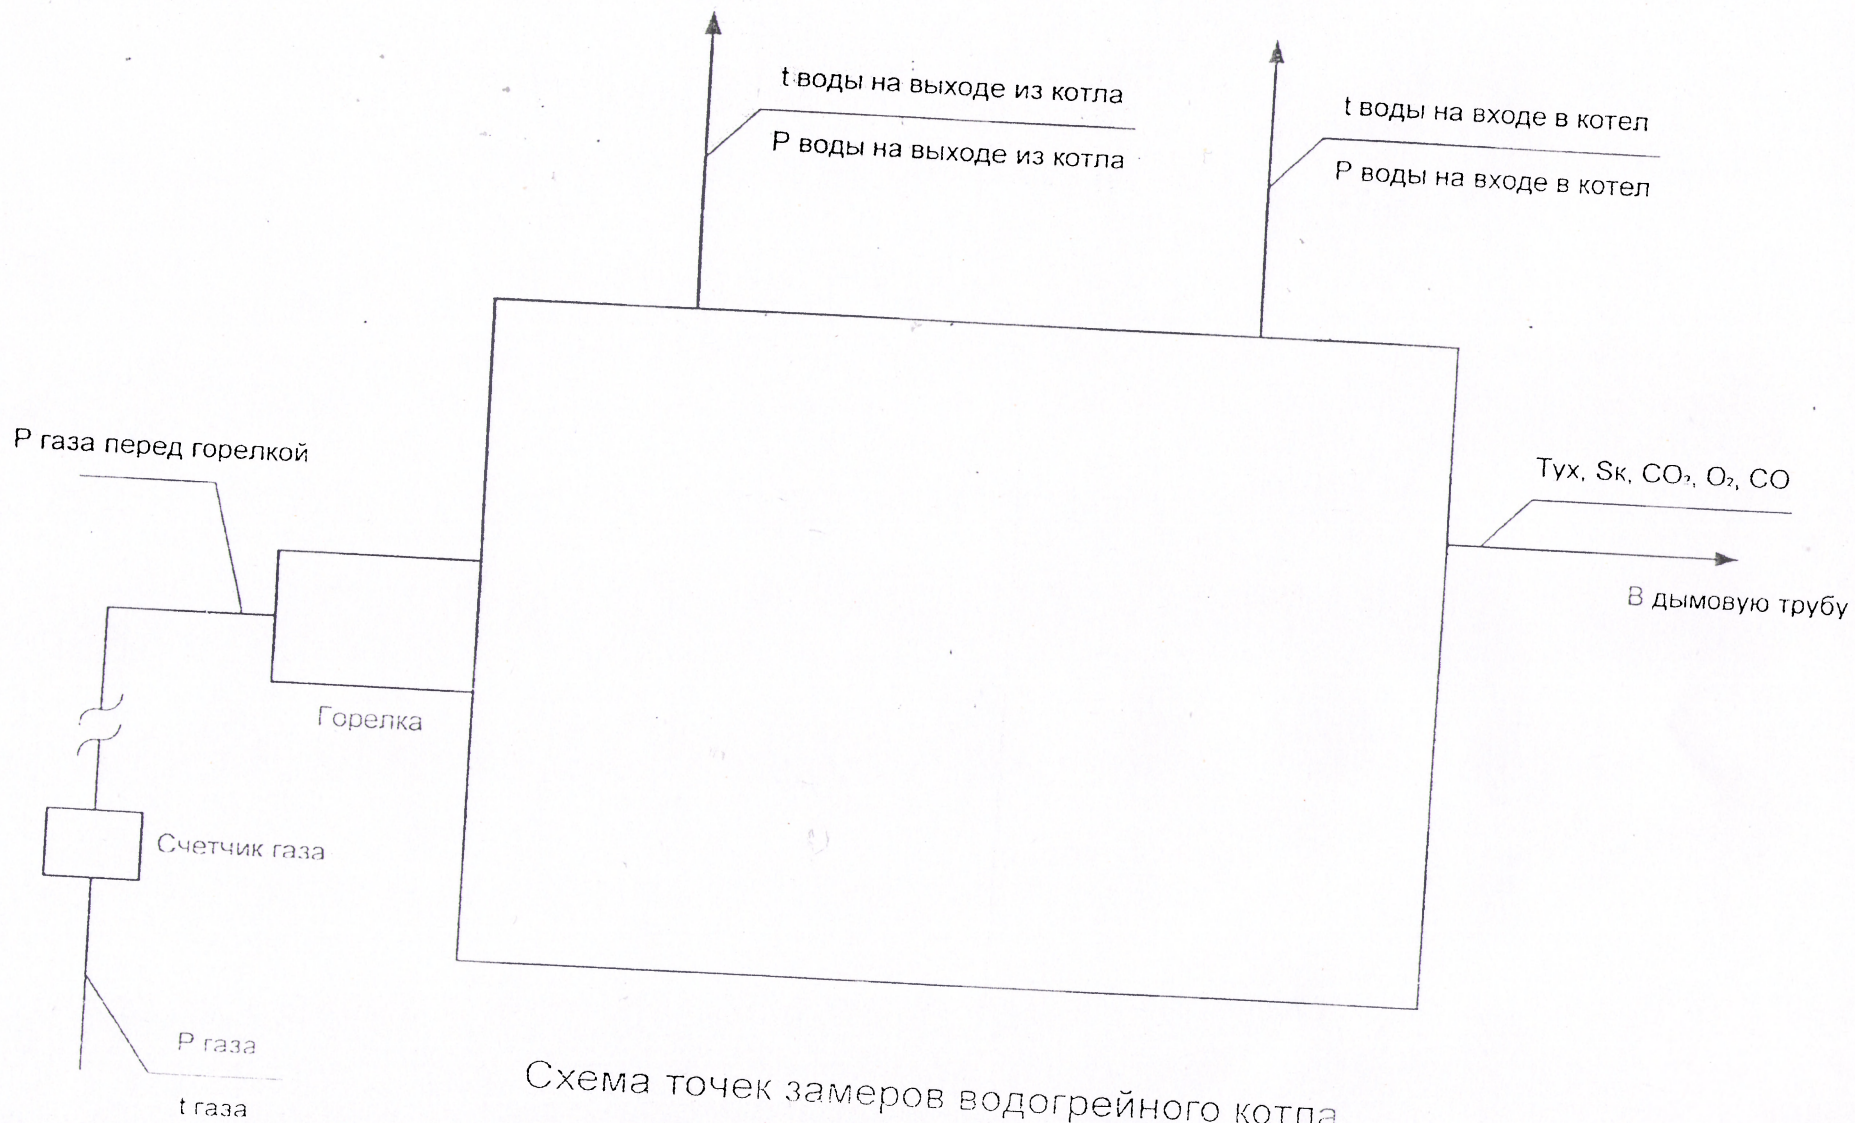 t воды на выходе из котла
P воды на выходе из котла
t воды на входе в котел
P воды на входе в котел
P газа перед горелкой
Tух, Sк, CO₂, O₂, CO
В дымовую трубу
Горелка
Счетчик газа
P газа
t газа
Схема точек замеров водогрейного котла